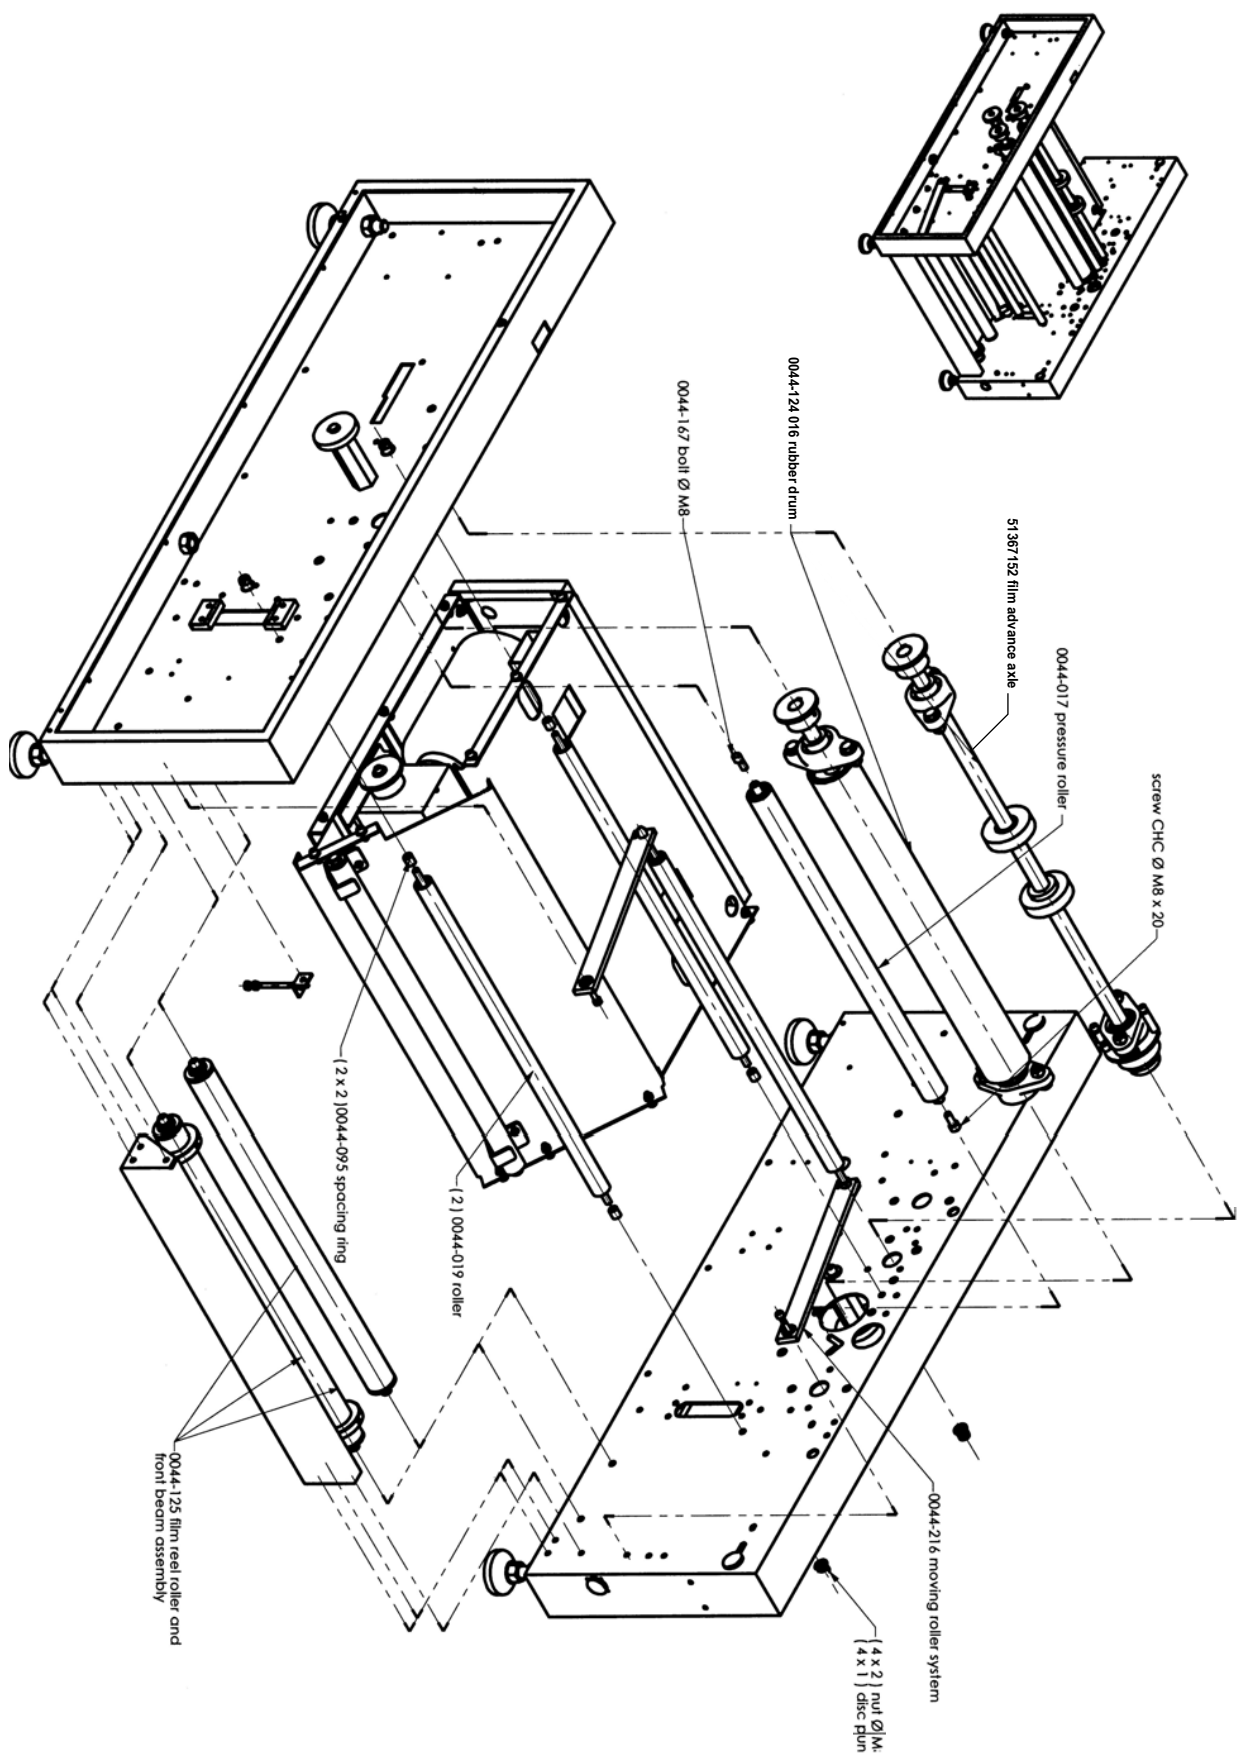 screw CHC Ø M8 x 20
0044-017 pressure roller
51367152 film advance axle
0044-124 016 rubber drum
0044-167 bolt Ø M8
0044-216 moving roller system
( 4 x 2 ) nut Ø M
( 4 x 1 ) disc
( 2 ) 0044-019 roller
( 2 x 2 )0044-095 spacing ring
0044-125 film reel roller and
front beam assembly